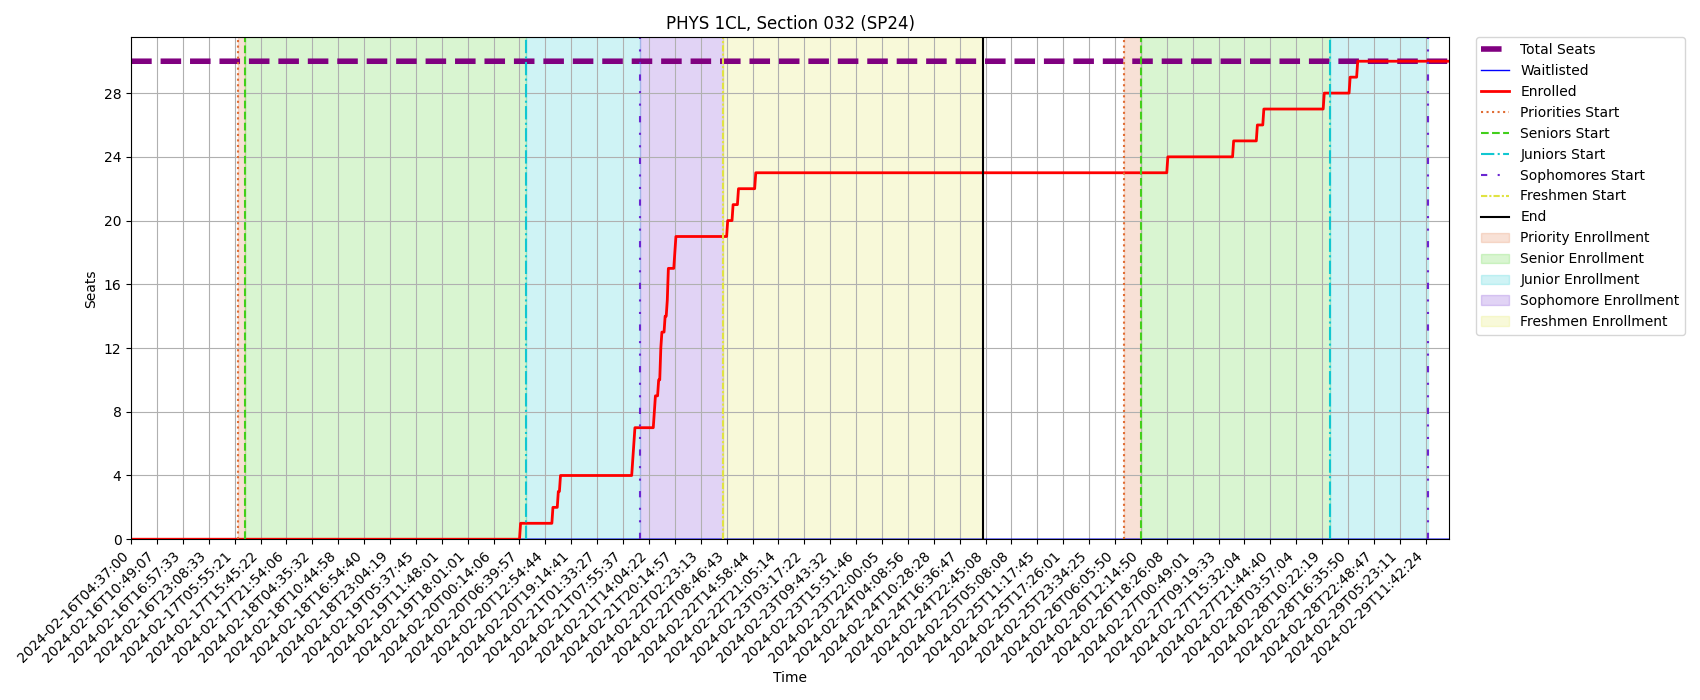 PHYS 1CL, Section 032 (SP24)
Seats
28
24
20
16
12
8
4
0
2024-02-16T04:37:00
2024-02-16T10:49:07
2024-02-16T16:57:33
2024-02-16T23:08:33
2024-02-17T05:55:21
2024-02-17T15:45:22
2024-02-17T21:54:06
2024-02-18T04:35:32
2024-02-18T10:44:58
2024-02-18T16:54:40
2024-02-18T23:04:19
2024-02-19T05:37:45
2024-02-19T11:48:01
2024-02-19T18:01:01
2024-02-20T00:14:06
2024-02-20T06:39:57
2024-02-20T12:54:44
2024-02-20T19:14:41
2024-02-21T01:33:27
2024-02-21T07:55:37
2024-02-21T14:04:22
2024-02-21T20:14:57
2024-02-22T02:23:13
2024-02-22T08:46:43
2024-02-22T14:58:44
2024-02-22T21:05:14
2024-02-23T03:17:22
2024-02-23T09:43:32
2024-02-23T15:51:46
2024-02-23T22:00:05
2024-02-24T04:08:56
2024-02-24T10:28:28
2024-02-24T16:36:47
2024-02-24T22:45:08
2024-02-25T05:08:08
2024-02-25T11:17:45
2024-02-25T17:26:01
2024-02-25T23:34:25
2024-02-26T06:05:50
2024-02-26T12:14:50
2024-02-26T18:26:08
2024-02-27T00:49:01
2024-02-27T09:19:33
2024-02-27T15:32:04
2024-02-27T21:44:40
2024-02-28T03:57:04
2024-02-28T10:22:19
2024-02-28T16:35:50
2024-02-28T22:48:47
2024-02-29T05:23:11
2024-02-29T11:42:24
Time
Total Seats
Waitlisted
Enrolled
Priorities Start
Seniors Start
Juniors Start
Sophomores Start
Freshmen Start
End
Priority Enrollment
Senior Enrollment
Junior Enrollment
Sophomore Enrollment
Freshmen Enrollment